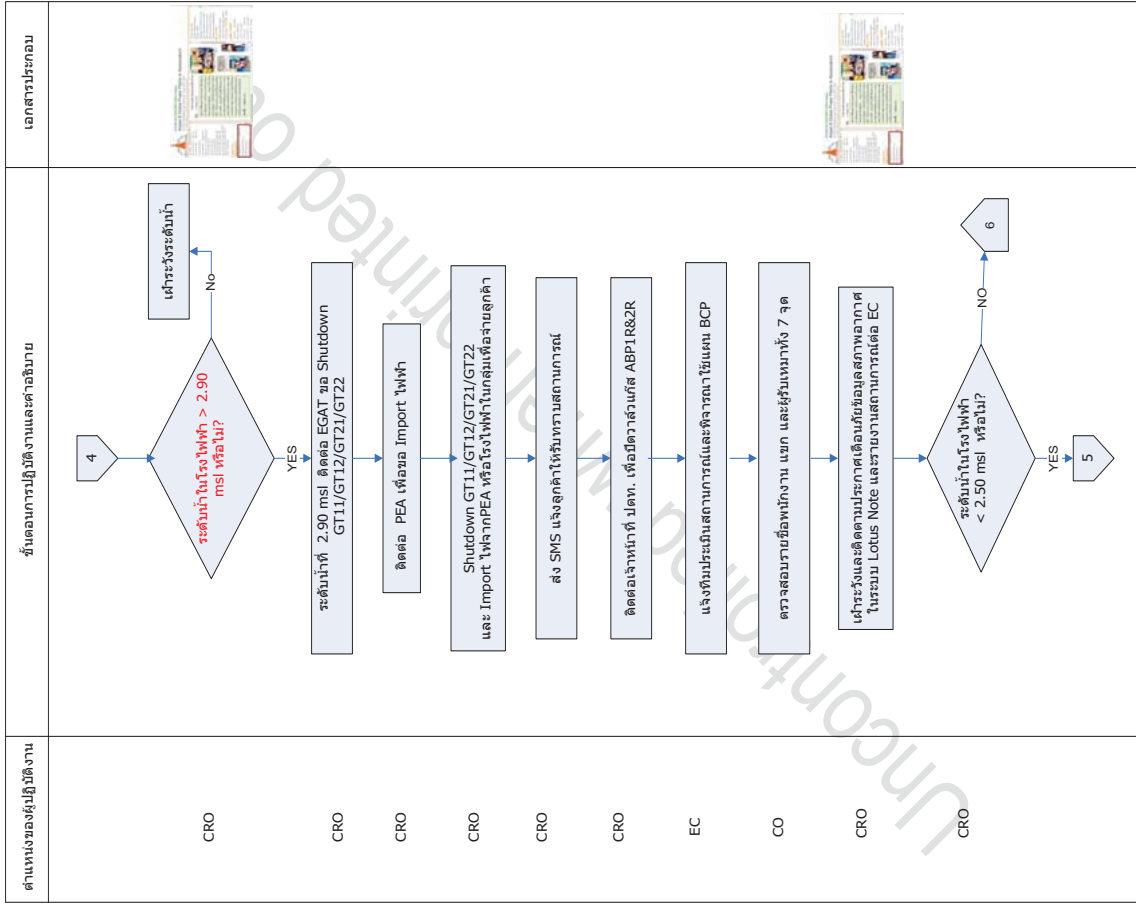 ตำแหน่งของผู้ปฏิบัติงาน
ขั้นตอนการปฏิบัติงานและคำอธิบาย
เอกสารประกอบ
4
CRO
ระดับน้ำในโรงไฟฟ้า > 2.90
msl หรือไม่?
No
เฝ้าระวังระดับน้ำ
YES
CRO
ระดับน้ำที่ 2.90 msl ติดต่อ EGAT ขอ Shutdown
GT11/GT12/GT21/GT22
CRO
ติดต่อ PEA เพื่อขอ Import ไฟฟ้า
CRO
Shutdown GT11/GT12/GT21/GT22
และ Import ไฟจากPEA หรือโรงไฟฟ้าในกลุ่มเพื่อจ่ายลูกค้า
CRO
ส่ง SMS แจ้งลูกค้าให้รับทราบสถานการณ์
CRO
ติดต่อเจ้าหน้าที่ ปตท. เพื่อปิดวาล์วแก๊ส ABP1R&2R
EC
แจ้งทีมประเมินสถานการณ์และพิจารณาใช้แผน BCP
CO
ตรวจสอบรายชื่อพนักงาน แขก และผู้รับเหมาทั้ง 7 จุด
CRO
เฝ้าระวังและติดตามประกาศเตือนภัยข้อมูลสภาพอากาศ
ในระบบ Lotus Note และรายงานสถานการณ์ต่อ EC
CRO
ระดับน้ำในโรงไฟฟ้า
< 2.50 msl หรือไม่?
NO
6
YES
5